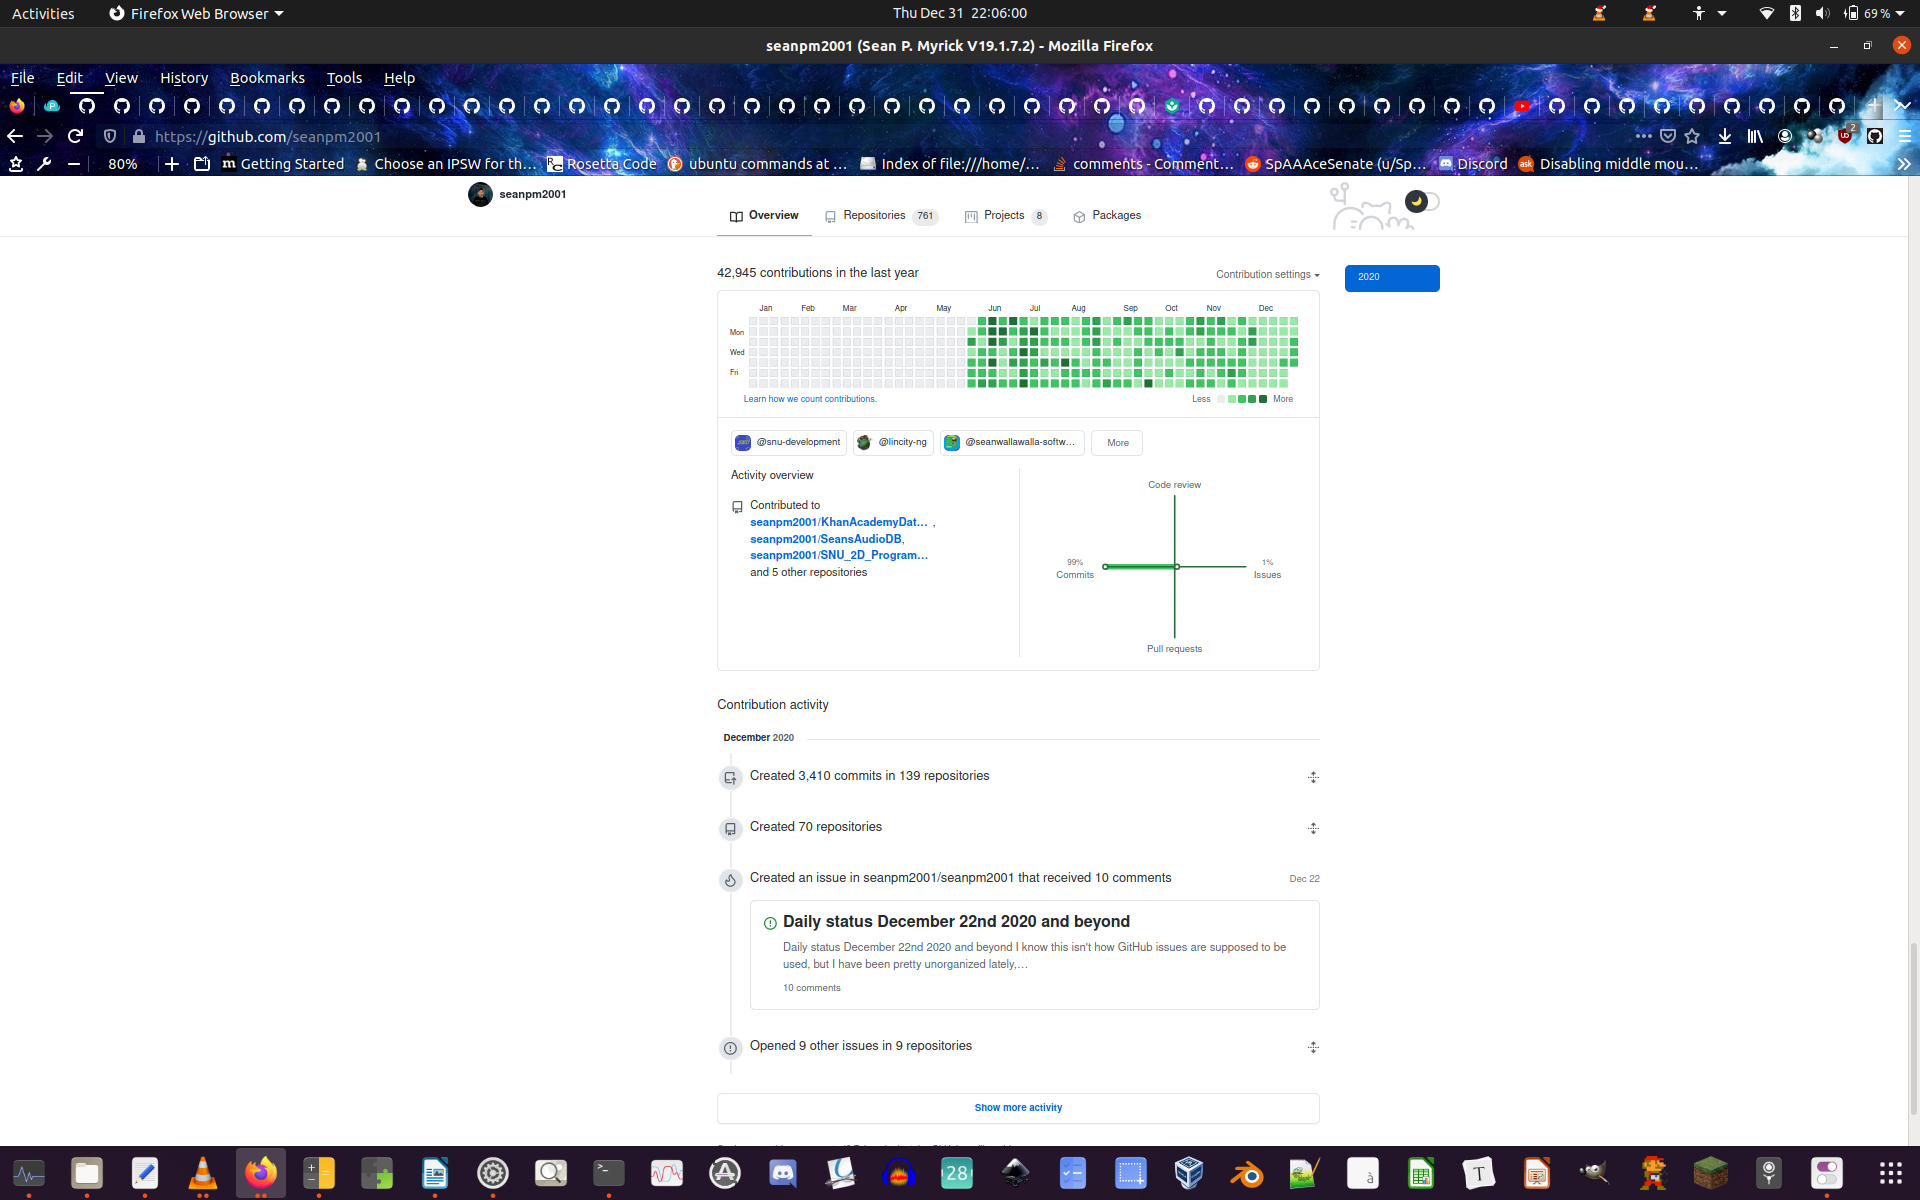 Activities
Firefox Web Browser
Thu Dec 31 22:06:00
69 %
seanpm2001 (Sean P. Myrick V19.1.7.2) - Mozilla Firefox
File Edit View History Bookmarks Tools Help
https://github.com/seanpm2001
2
80%
Getting Started
Choose an IPSW for th…
Rosetta Code
ubuntu commands at …
Index of file:///home/…
comments - Comment…
SpAAAceSenate (u/Sp…
Discord
Disabling middle mou…
seanpm2001
Overview
Repositories 761
Projects 8
Packages
42,945 contributions in the last year
Contribution settings
2020
Jan Feb Mar Apr May Jun Jul Aug Sep Oct Nov Dec
Mon
Wed
Fri
Learn how we count contributions.
Less More
@snu-development
@lincity-ng
@seanwallawalla-softw…
More
Activity overview
Contributed to
seanpm2001/KhanAcademyDat… ,
seanpm2001/SeansAudioDB,
seanpm2001/SNU_2D_Program…
and 5 other repositories
Code review
99%
Commits
1%
Issues
Pull requests
Contribution activity
December 2020
Created 3,410 commits in 139 repositories
Created 70 repositories
Created an issue in seanpm2001/seanpm2001 that received 10 comments
Dec 22
Daily status December 22nd 2020 and beyond
Daily status December 22nd 2020 and beyond I know this isn't how GitHub issues are supposed to be
used, but I have been pretty unorganized lately,…
10 comments
Opened 9 other issues in 9 repositories
Show more activity
28